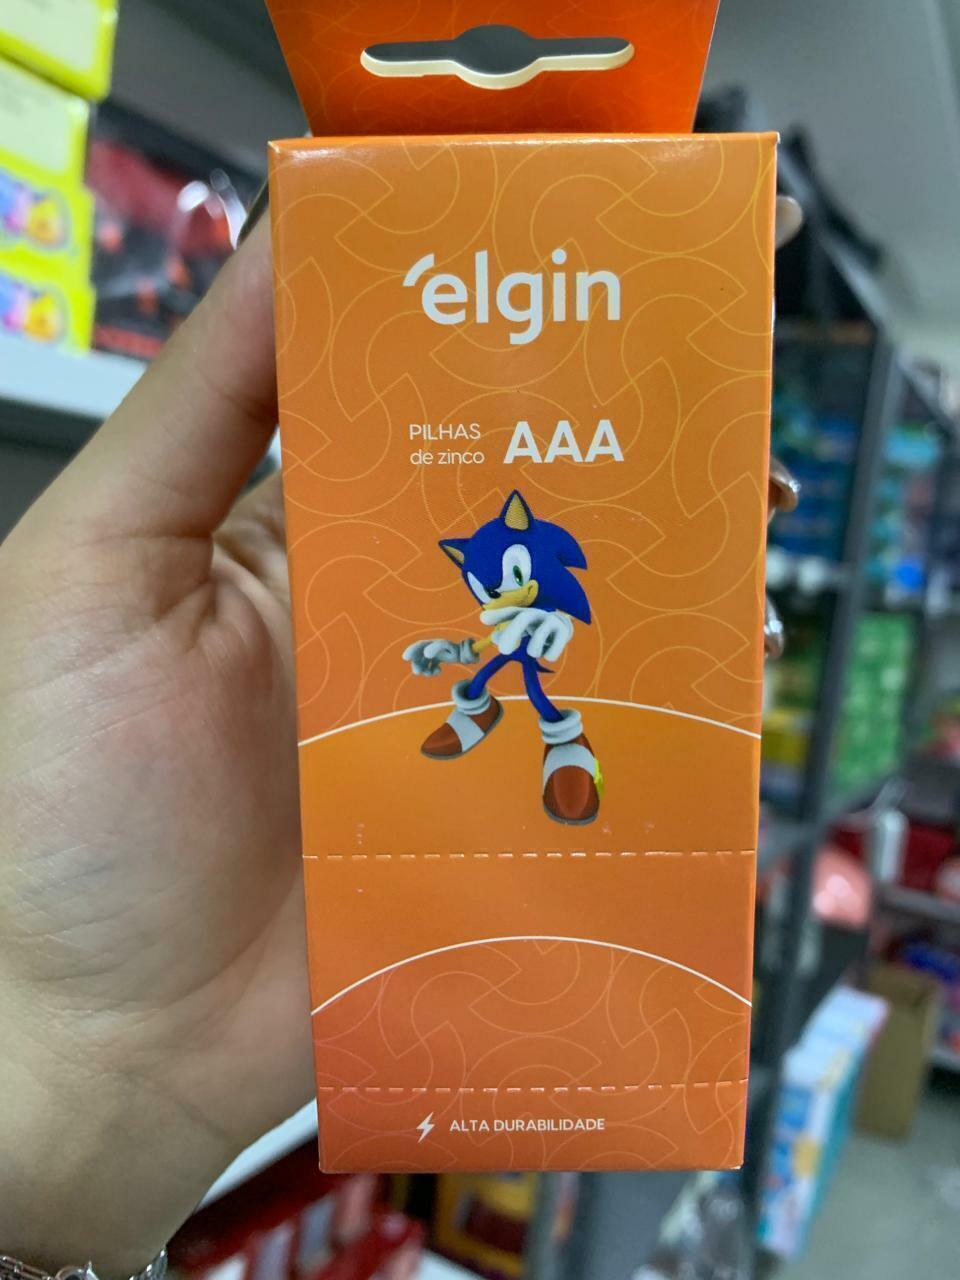 elgin
PILHAS
de zinco
AAA
ALTA DURABILIDADE